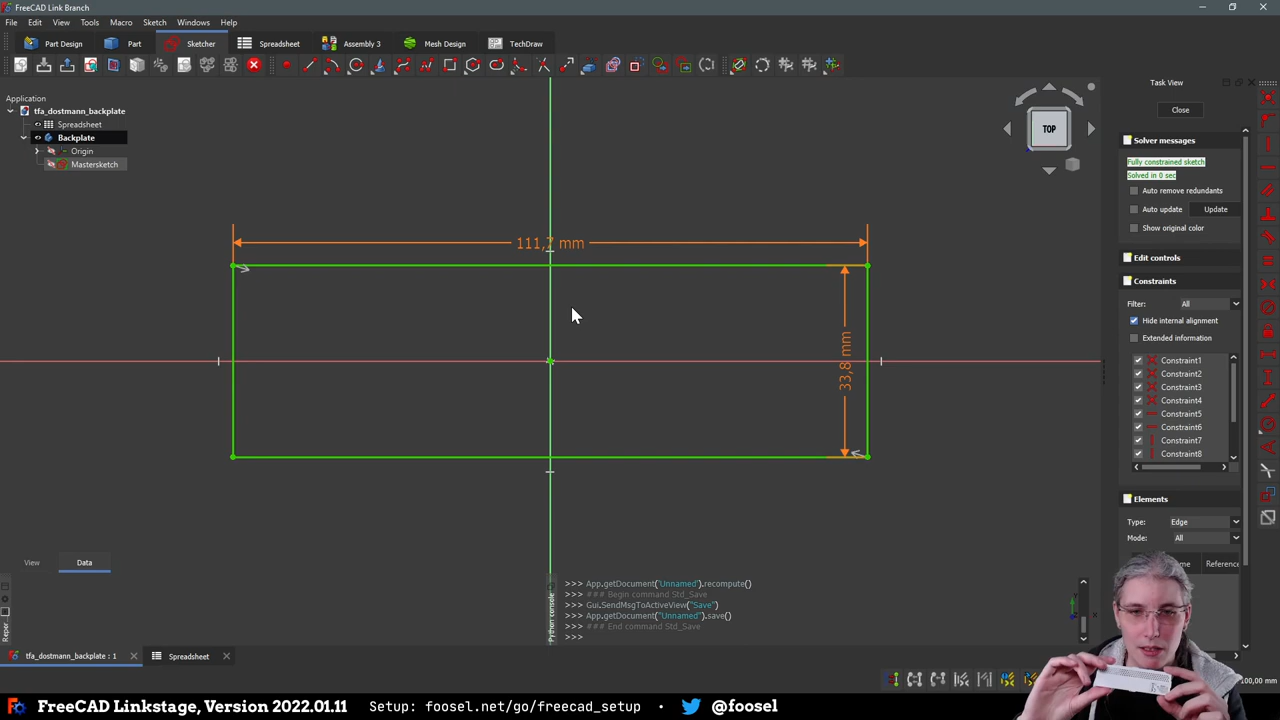 FreeCAD Link Branch
File Edit View Tools Macro Sketch Windows Help
Part Design Part Sketcher Spreadsheet Assembly 3 Mesh Design TechDraw
Application
tfa_dostmann_backplate
Spreadsheet
Backplate
Origin
Mastersketch
111,7 mm
33,8 mm
TOP
Task View
Close
Solver messages
Fully constrained sketch
Solved in 0 sec
Auto remove redundants
Auto update Update
Show original color
Edit controls
Constraints
Filter: All
Hide internal alignment
Extended information
Constraint1
Constraint2
Constraint3
Constraint4
Constraint5
Constraint6
Constraint7
Constraint8
Elements
Type: Edge
Mode: All
Reference
View Data
Python console
>>> App.getDocument("Unnamed").recompute()
>>> ### Begin command Std_Save
>>> Gui.SendMsgToActiveView("Save")
>>> App.getDocument("Unnamed").save()
>>> ### End command Std_Save
>>>
tfa_dostmann_backplate : 1 Spreadsheet
100,00 mm
FreeCAD Linkstage, Version 2022.01.11 Setup: foosel.net/go/freecad_setup @foosel